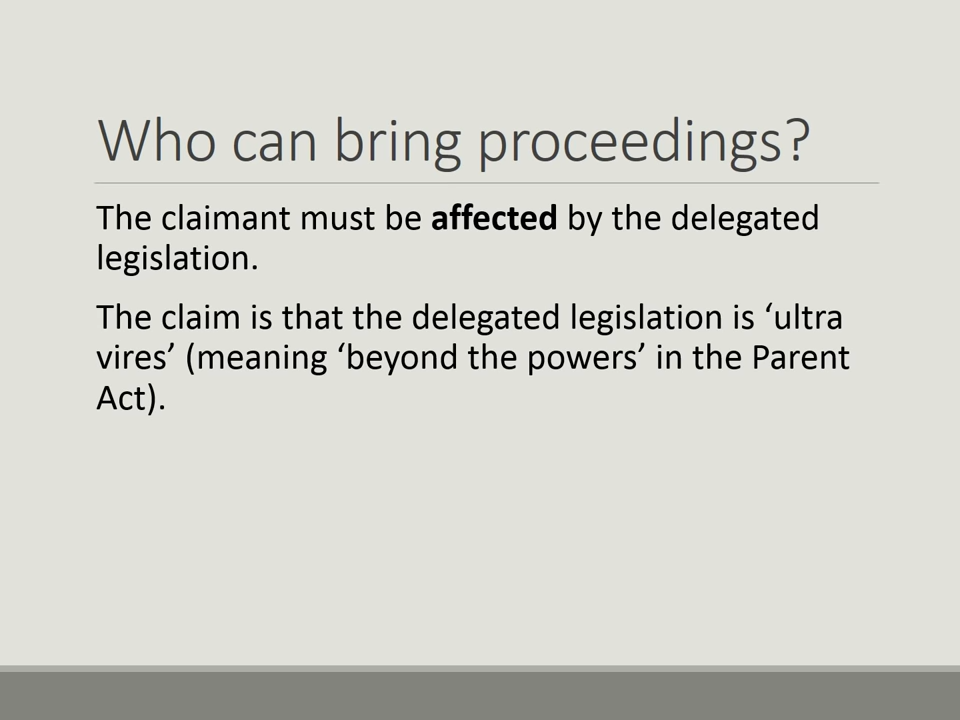 Who can bring proceedings?
The claimant must be affected by the delegated
legislation.
The claim is that the delegated legislation is ‘ultra
vires’ (meaning ‘beyond the powers’ in the Parent
Act).